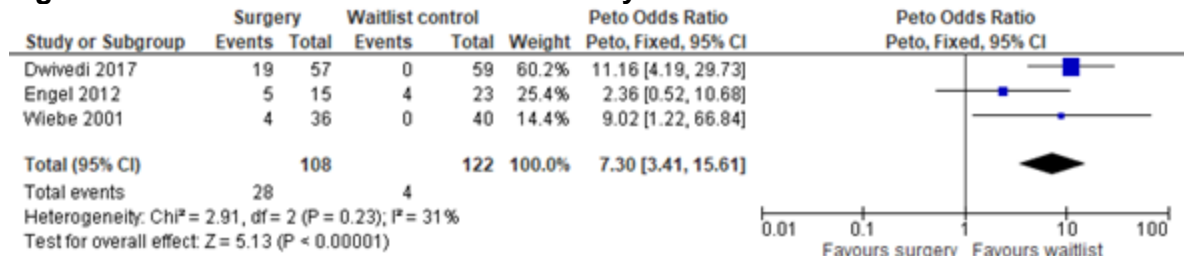 Surgery Waitlist control Peto Odds Ratio Peto Odds Ratio
Study or Subgroup Events Total Events Total Weight Peto, Fixed, 95% CI Peto, Fixed, 95% CI
Dwivedi 2017 19 57 0 59 60.2% 11.16 [4.19, 29.73]
Engel 2012 5 15 4 23 25.4% 2.36 [0.52, 10.68]
Wiebe 2001 4 36 0 40 14.4% 9.02 [1.22, 66.84]
Total (95% CI) 108 122 100.0% 7.30 [3.41, 15.61]
Total events 28 4
Heterogeneity: Chi² = 2.91, df = 2 (P = 0.23); I² = 31%
Test for overall effect: Z = 5.13 (P < 0.00001)
0.01 0.1 1 10 100
Favours surgery Favours waitlist